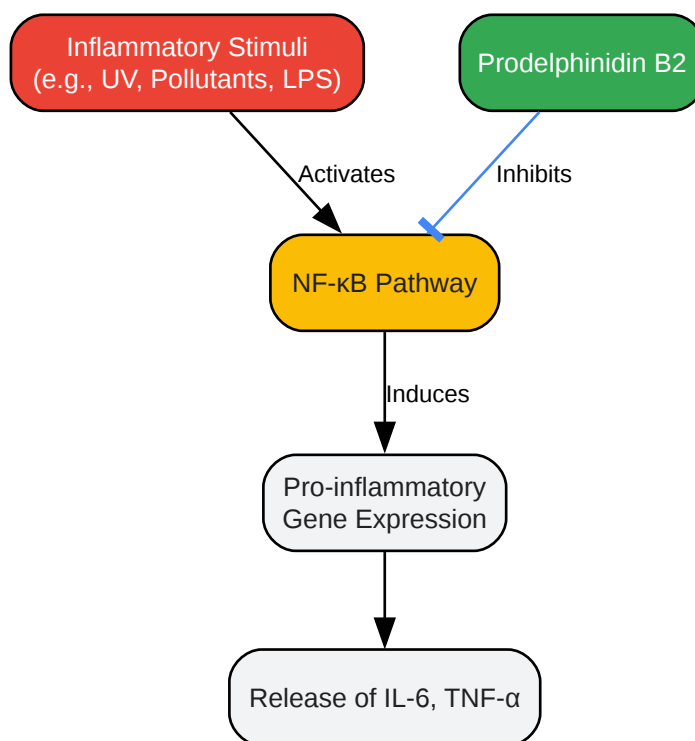 Inflammatory Stimuli
(e.g., UV, Pollutants, LPS)
Prodelphinidin B2
Activates
Inhibits
NF-κB Pathway
Induces
Pro-inflammatory
Gene Expression
Release of IL-6, TNF-α